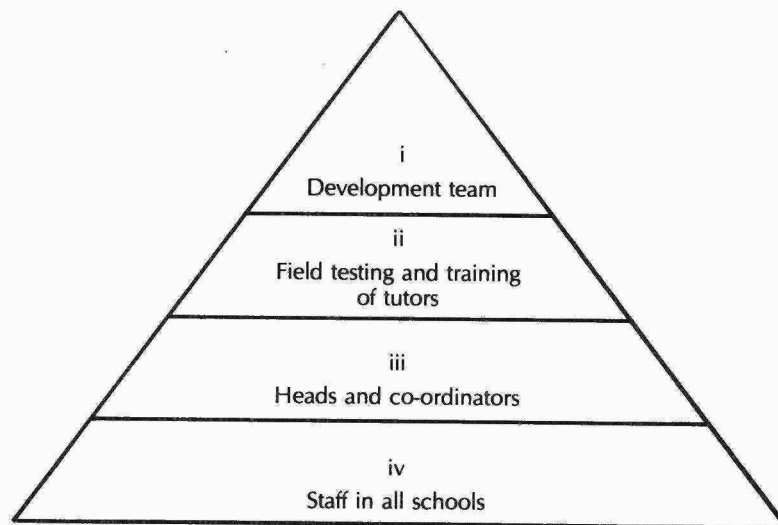 i
Development team
ii
Field testing and training
of tutors
iii
Heads and co-ordinators
iv
Staff in all schools